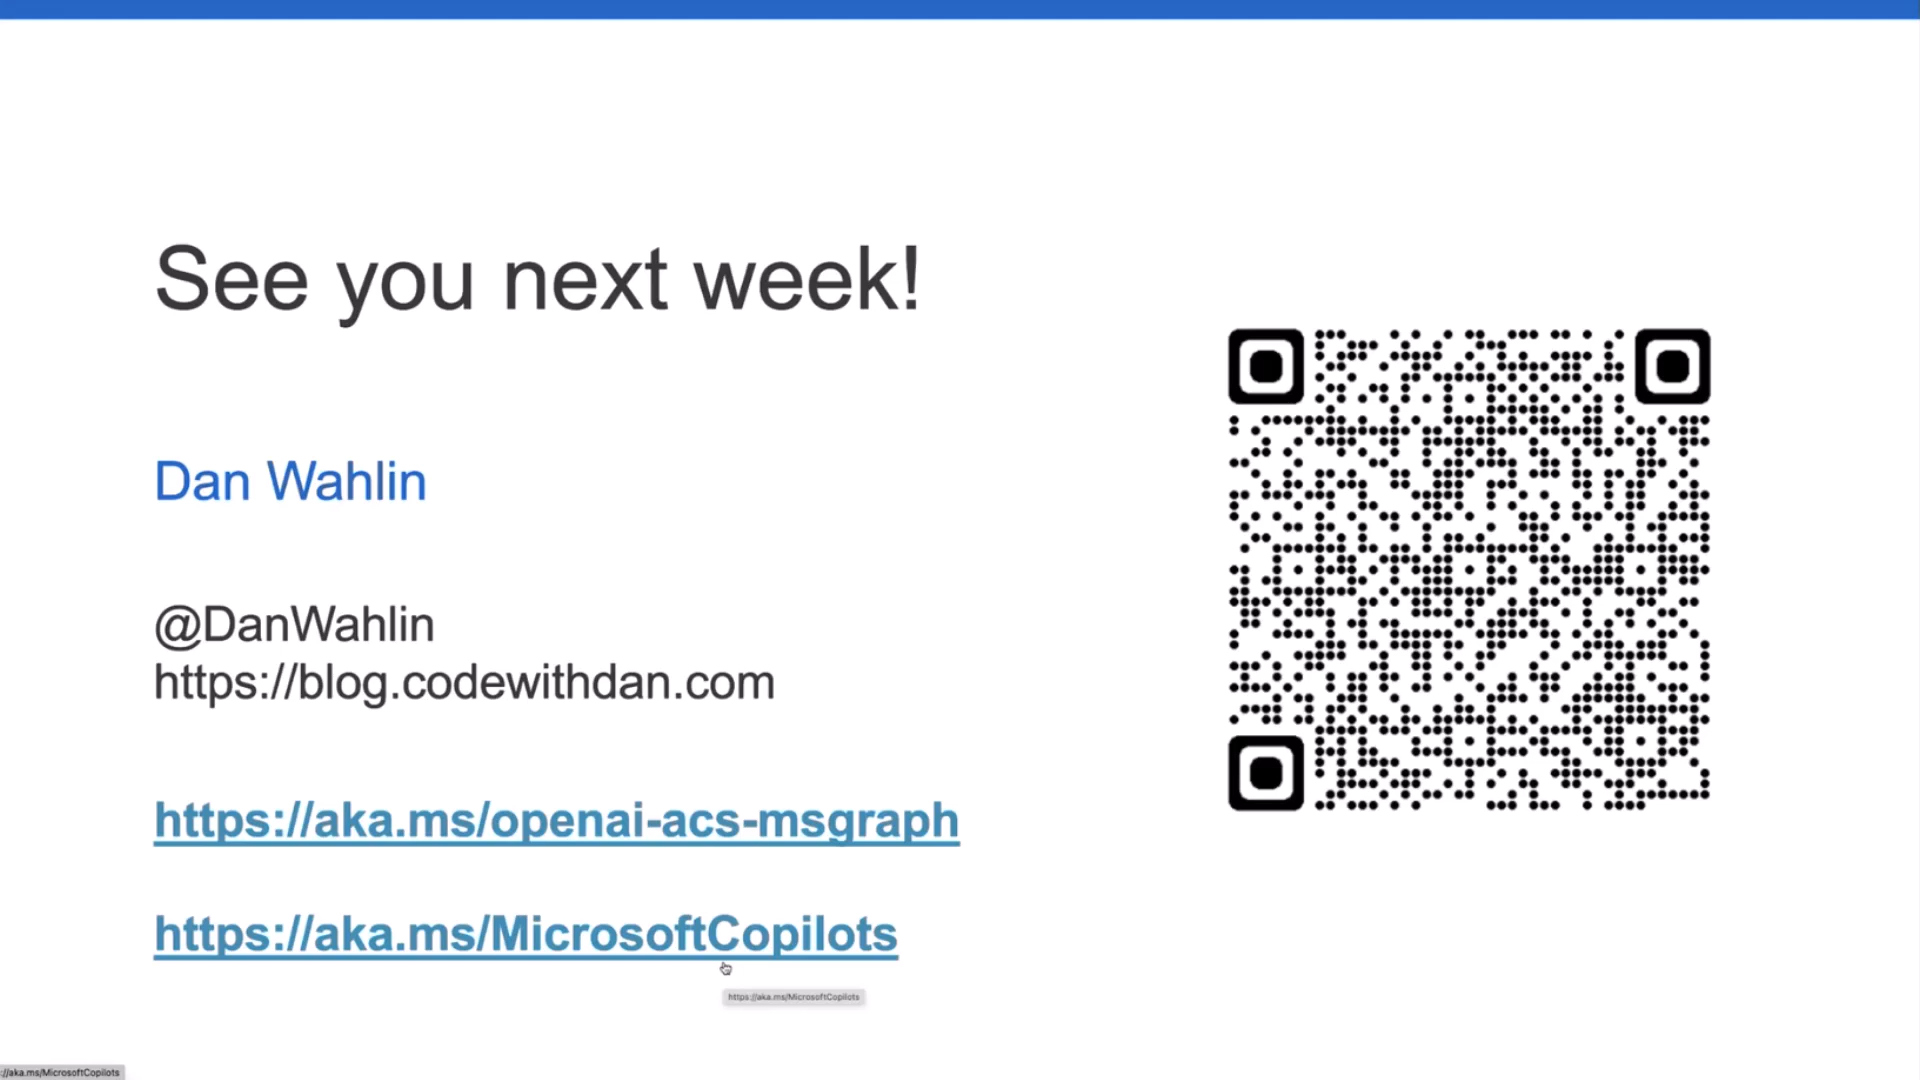 See you next week!
Dan Wahlin
@DanWahlin
https://blog.codewithdan.com
https://aka.ms/openai-acs-msgraph
https://aka.ms/MicrosoftCopilots
https://aka.ms/MicrosoftCopilots
://aka.ms/MicrosoftCopilots